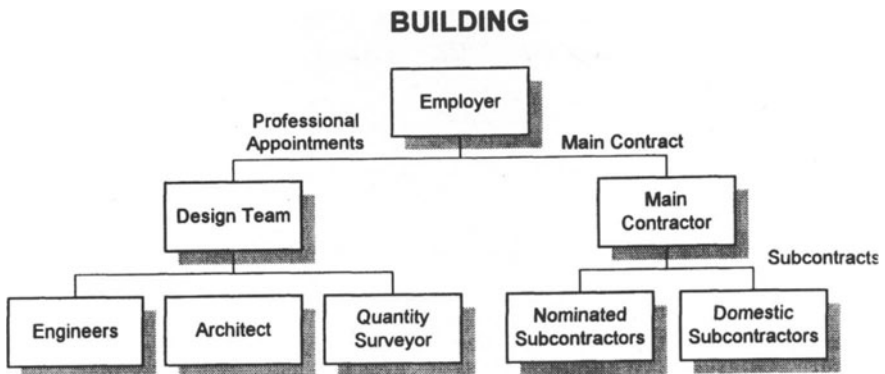 BUILDING
Employer
Professional
Appointments
Main Contract
Design Team
Main
Contractor
Subcontracts
Engineers
Architect
Quantity
Surveyor
Nominated
Subcontractors
Domestic
Subcontractors